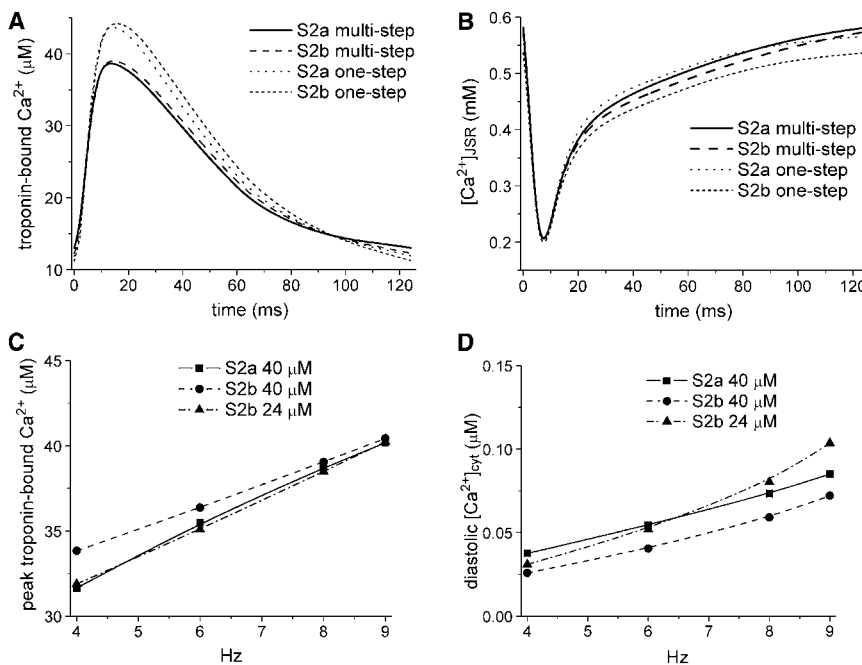 A
S2a multi-step
S2b multi-step
S2a one-step
S2b one-step
troponin-bound Ca²⁺ (μM)
40
30
20
10
0 20 40 60 80 100 120
time (ms)
B
0.6
0.5
0.4
0.3
0.2
[Ca²⁺]JSR (mM)
S2a multi-step
S2b multi-step
S2a one-step
S2b one-step
0 20 40 60 80 100 120
time (ms)
C
S2a 40 μM
S2b 40 μM
S2b 24 μM
peak troponin-bound Ca²⁺ (μM)
45
40
35
30
4 5 6 7 8 9
Hz
D
S2a 40 μM
S2b 40 μM
S2b 24 μM
diastolic [Ca²⁺]cyt (μM)
0.15
0.10
0.05
0.00
4 5 6 7 8 9
Hz